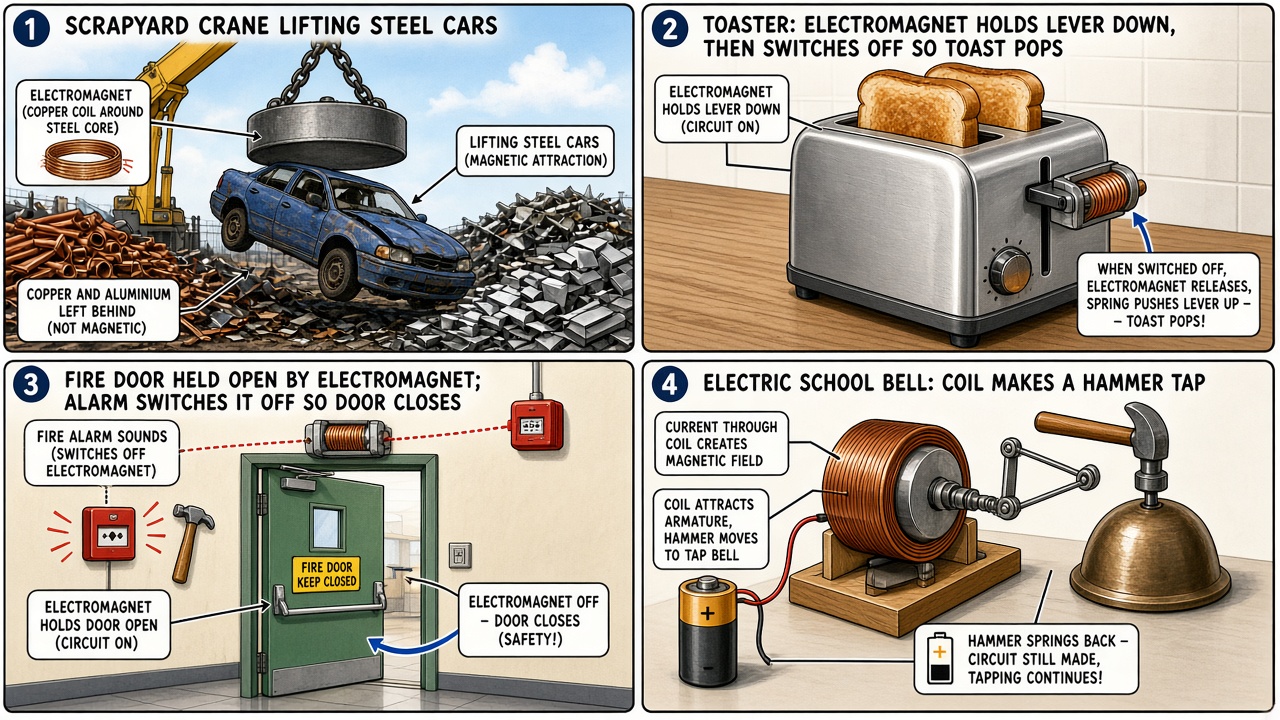 1 SCRAPYARD CRANE LIFTING STEEL CARS
ELECTROMAGNET
(COPPER COIL AROUND
STEEL CORE)
LIFTING STEEL CARS
(MAGNETIC ATTRACTION)
COPPER AND ALUMINIUM
LEFT BEHIND
(NOT MAGNETIC)
2 TOASTER: ELECTROMAGNET HOLDS LEVER DOWN,
THEN SWITCHES OFF SO TOAST POPS
ELECTROMAGNET
HOLDS LEVER DOWN
(CIRCUIT ON)
WHEN SWITCHED OFF,
ELECTROMAGNET RELEASES,
SPRING PUSHES LEVER UP –
– TOAST POPS!
3 FIRE DOOR HELD OPEN BY ELECTROMAGNET;
ALARM SWITCHES IT OFF SO DOOR CLOSES
FIRE ALARM SOUNDS
(SWITCHES OFF
ELECTROMAGNET)
FIRE DOOR
KEEP CLOSED
ELECTROMAGNET
HOLDS DOOR OPEN
(CIRCUIT ON)
ELECTROMAGNET OFF
– DOOR CLOSES
(SAFETY!)
4 ELECTRIC SCHOOL BELL: COIL MAKES A HAMMER TAP
CURRENT THROUGH
COIL CREATES
MAGNETIC FIELD
COIL ATTRACTS
ARMATURE,
HAMMER MOVES
TO TAP BELL
+
-
+
HAMMER SPRINGS BACK –
CIRCUIT STILL MADE,
TAPPING CONTINUES!